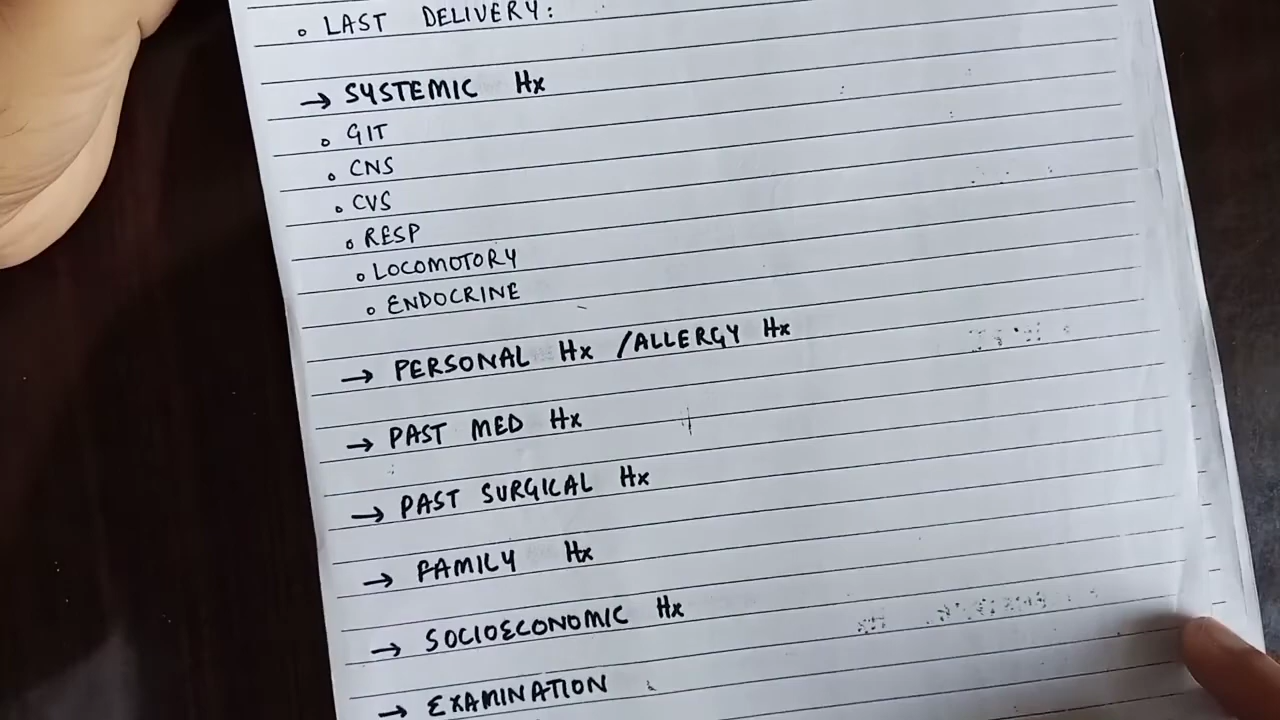 ∘ LAST DELIVERY:
→ SYSTEMIC Hx
∘ GIT
∘ CNS
∘ CVS
∘ RESP
∘ LOCOMOTORY
∘ ENDOCRINE
→ PERSONAL Hx /ALLERGY Hx
→ PAST MED Hx
→ PAST SURGICAL Hx
→ FAMILY Hx
→ SOCIOECONOMIC Hx
→ EXAMINATION